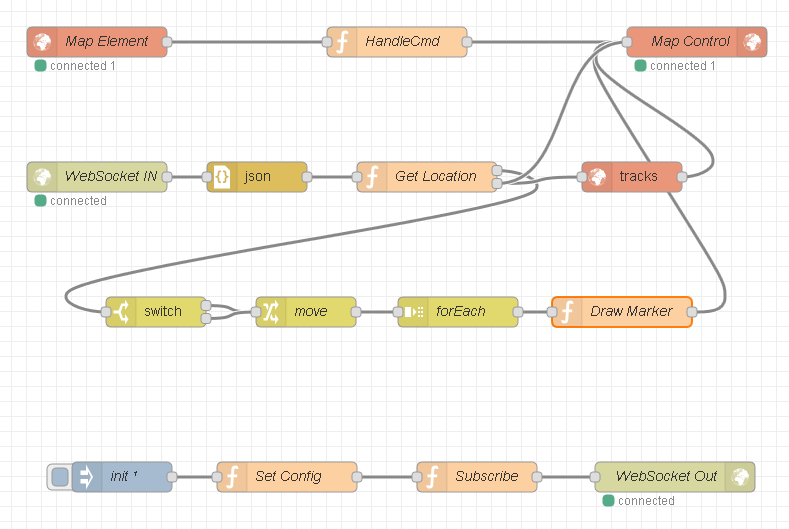 Map Element
HandleCmd
Map Control
connected 1
connected 1
WebSocket IN
json
Get Location
tracks
connected
switch
move
forEach
Draw Marker
init ¹
Set Config
Subscribe
WebSocket Out
connected